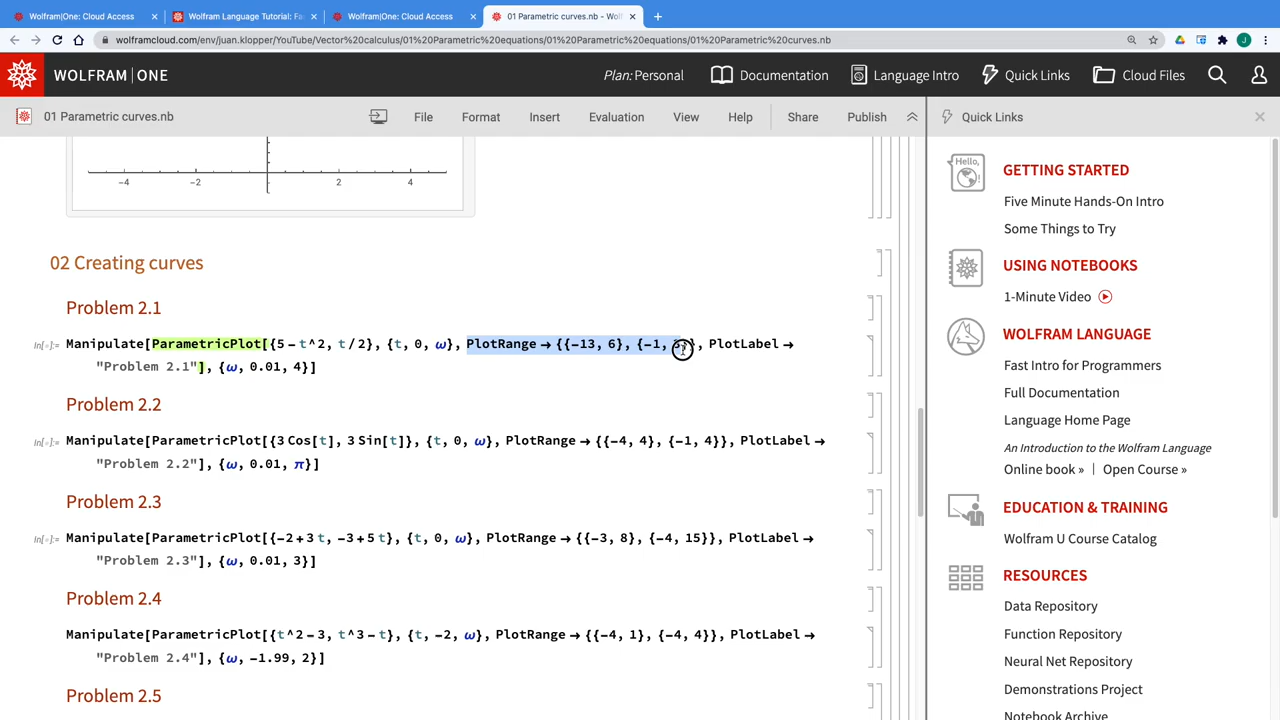 Wolfram|One: Cloud Access
Wolfram Language Tutorial: Fa
Wolfram|One: Cloud Access
01 Parametric curves.nb - Wol
wolframcloud.com/env/juan.klopper/YouTube/Vector%20calculus/01%20Parametric%20equations/01%20Parametric%20equations/01%20Parametric%20curves.nb
J
WOLFRAM|ONE
Plan: Personal
Documentation
Language Intro
Quick Links
Cloud Files
01 Parametric curves.nb
File Format Insert Evaluation View Help Share Publish
-4 -2 2 4
02 Creating curves
Problem 2.1
In[◦]:= Manipulate[ParametricPlot[{5-t^2, t/2}, {t, 0, ω}, PlotRange→{{-13, 6}, {-1, }}, PlotLabel→
"Problem 2.1"], {ω, 0.01, 4}]
Problem 2.2
In[◦]:= Manipulate[ParametricPlot[{3 Cos[t], 3 Sin[t]}, {t, 0, ω}, PlotRange→{{-4, 4}, {-1, 4}}, PlotLabel→
"Problem 2.2"], {ω, 0.01, π}]
Problem 2.3
In[◦]:= Manipulate[ParametricPlot[{-2+3 t, -3+5 t}, {t, 0, ω}, PlotRange→{{-3, 8}, {-4, 15}}, PlotLabel→
"Problem 2.3"], {ω, 0.01, 3}]
Problem 2.4
Manipulate[ParametricPlot[{t^2-3, t^3-t}, {t, -2, ω}, PlotRange→{{-4, 1}, {-4, 4}}, PlotLabel→
"Problem 2.4"], {ω, -1.99, 2}]
Problem 2.5
Quick Links
Hello,
GETTING STARTED
Five Minute Hands-On Intro
Some Things to Try
USING NOTEBOOKS
1-Minute Video
WOLFRAM LANGUAGE
Fast Intro for Programmers
Full Documentation
Language Home Page
An Introduction to the Wolfram Language
Online book » | Open Course »
EDUCATION & TRAINING
Wolfram U Course Catalog
RESOURCES
Data Repository
Function Repository
Neural Net Repository
Demonstrations Project
Notebook Archive